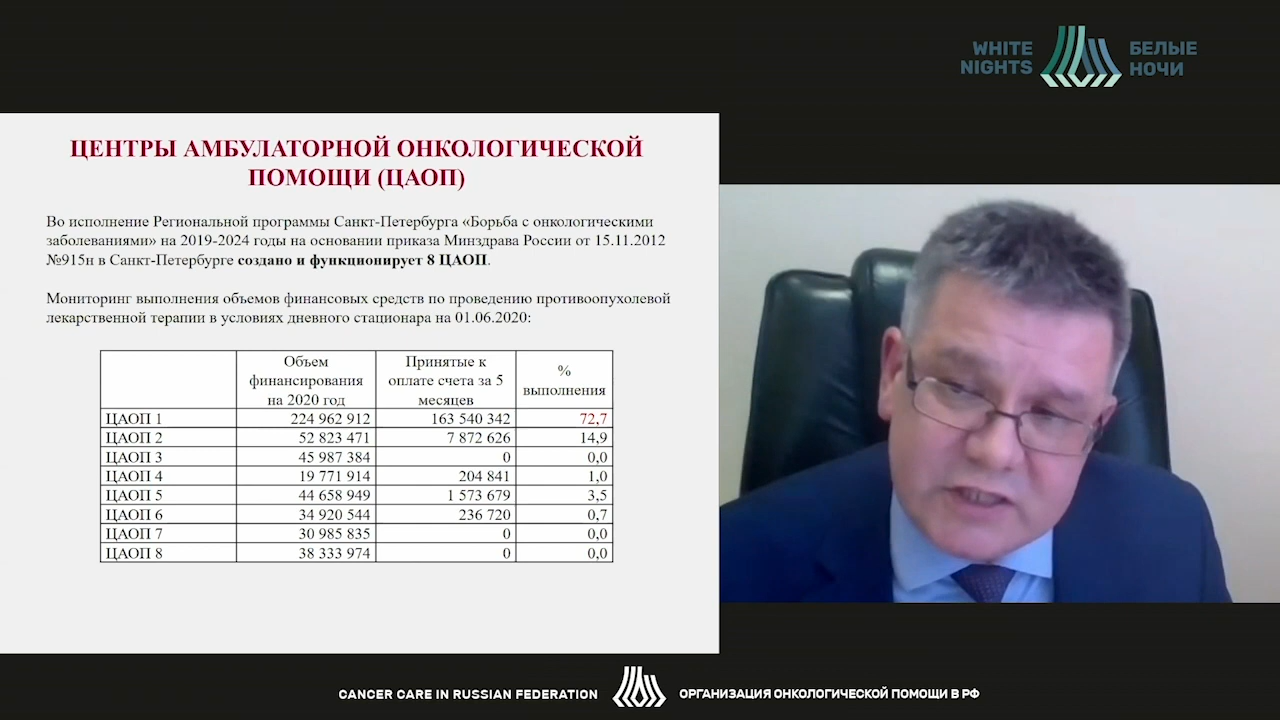 WHITE
NIGHTS
БЕЛЫЕ
НОЧИ
ЦЕНТРЫ АМБУЛАТОРНОЙ ОНКОЛОГИЧЕСКОЙ
ПОМОЩИ (ЦАОП)
Во исполнение Региональной программы Санкт-Петербурга «Борьба с онкологическими
заболеваниями» на 2019-2024 годы на основании приказа Минздрава России от 15.11.2012
№915н в Санкт-Петербурге создано и функционирует 8 ЦАОП.
Мониторинг выполнения объемов финансовых средств по проведению противоопухолевой
лекарственной терапии в условиях дневного стационара на 01.06.2020:
Объем
финансирования
на 2020 год
Принятые к
оплате счета за 5
месяцев
%
выполнения
ЦАОП 1 224 962 912 163 540 342 72,7
ЦАОП 2 52 823 471 7 872 626 14,9
ЦАОП 3 45 987 384 0 0,0
ЦАОП 4 19 771 914 204 841 1,0
ЦАОП 5 44 658 949 1 573 679 3,5
ЦАОП 6 34 920 544 236 720 0,7
ЦАОП 7 30 985 835 0 0,0
ЦАОП 8 38 333 974 0 0,0
CANCER CARE IN RUSSIAN FEDERATION
ОРГАНИЗАЦИЯ ОНКОЛОГИЧЕСКОЙ ПОМОЩИ В РФ